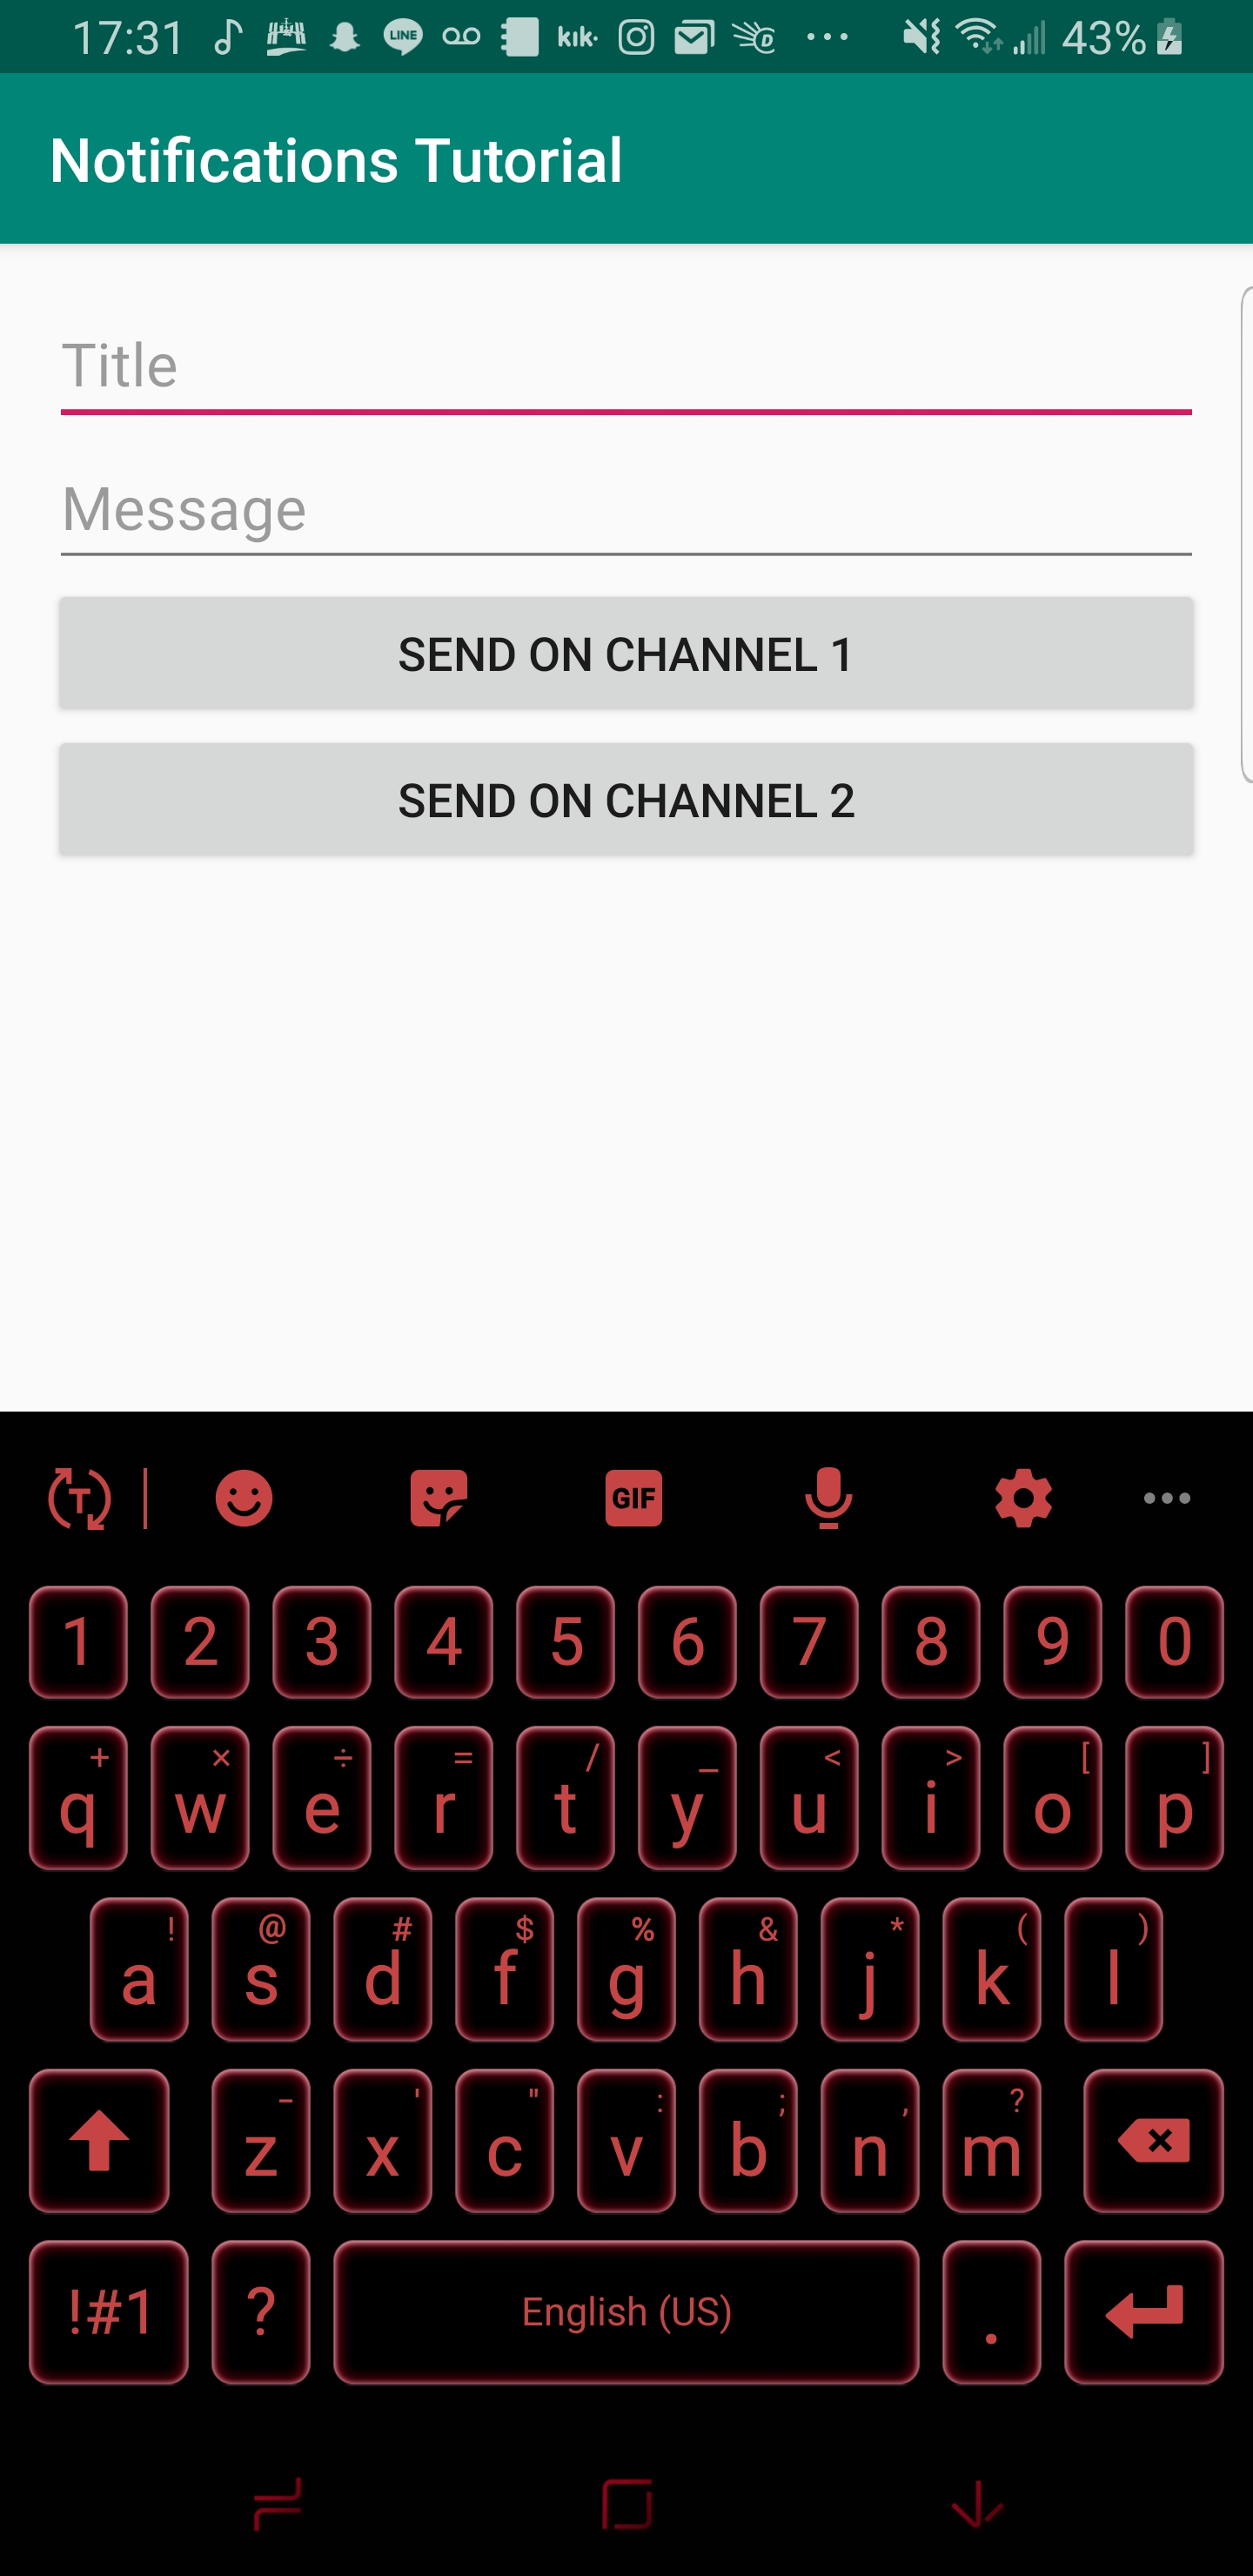 17:31 LINE kik· D ... 43%
Notifications Tutorial
Title
Message
SEND ON CHANNEL 1
SEND ON CHANNEL 2
T GIF ...
1 2 3 4 5 6 7 8 9 0
+ × ÷ = / _ < > [ ]
q w e r t y u i o p
! @ # $ % & * ( )
a s d f g h j k l
- ' " : ; , ?
z x c v b n m
!#1 ? English (US) .